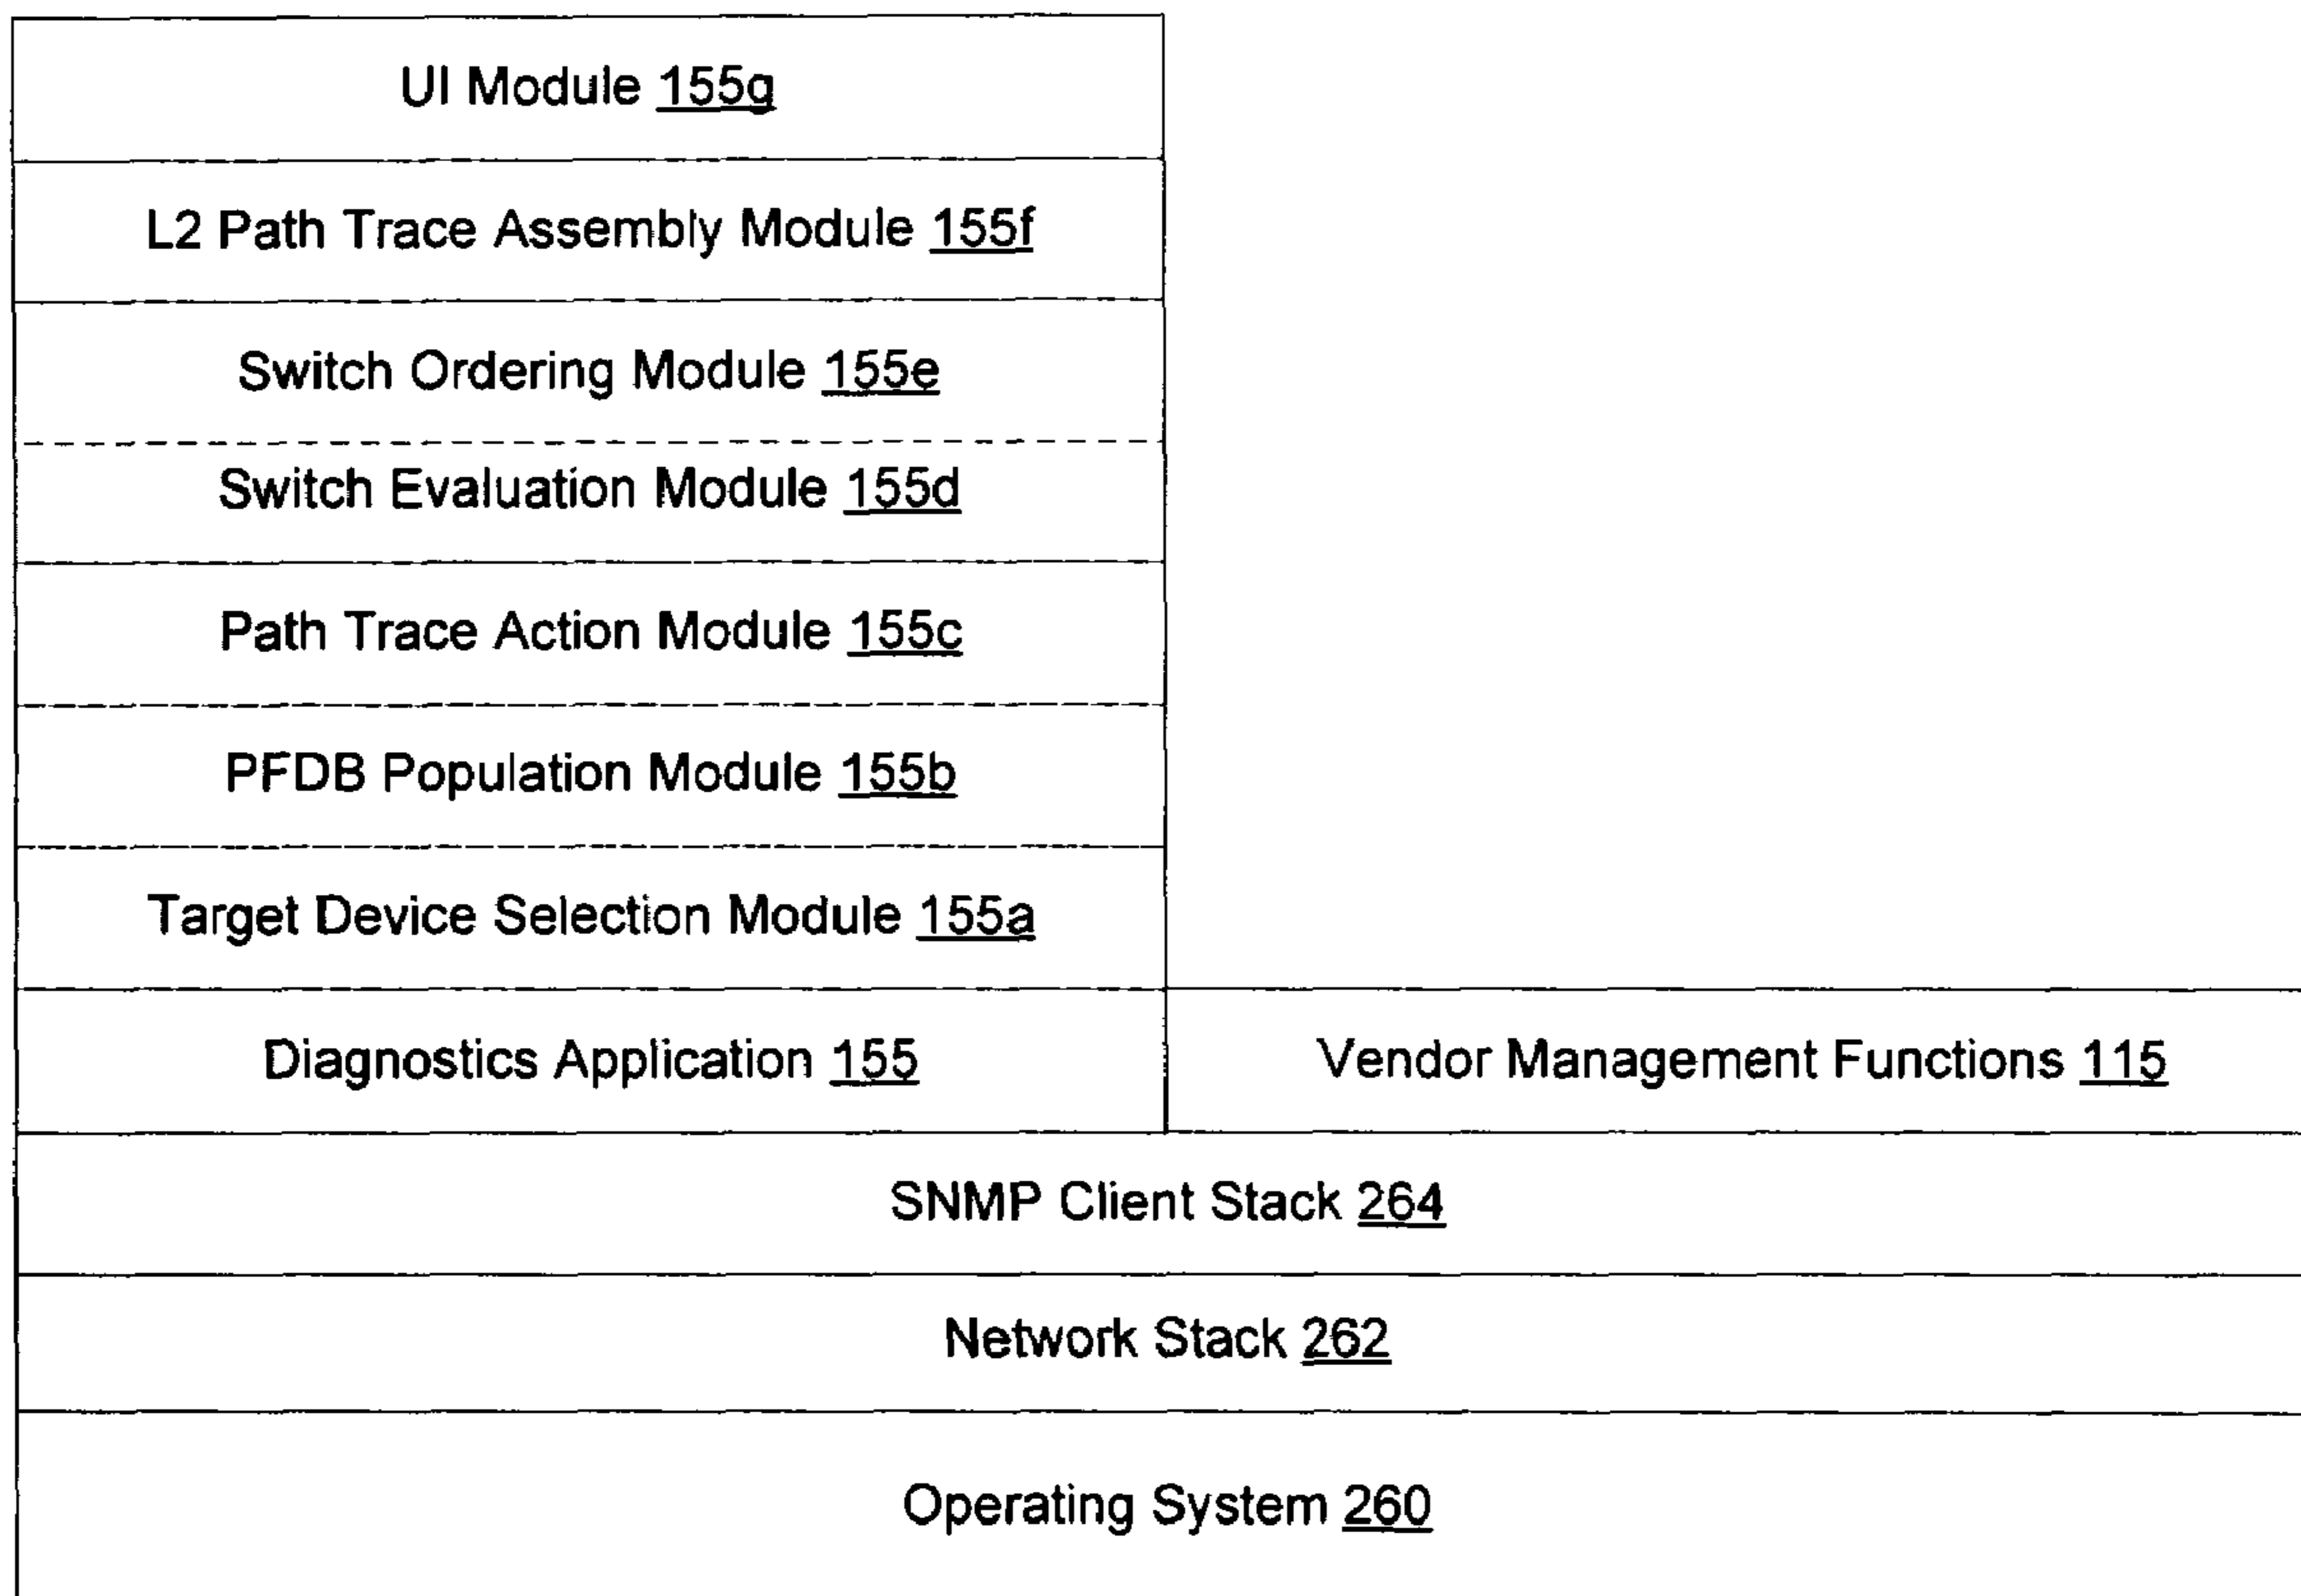 UI Module 155g
L2 Path Trace Assembly Module 155f
Switch Ordering Module 155e
Switch Evaluation Module 155d
Path Trace Action Module 155c
PFDB Population Module 155b
Target Device Selection Module 155a
Diagnostics Application 155
Vendor Management Functions 115
SNMP Client Stack 264
Network Stack 262
Operating System 260